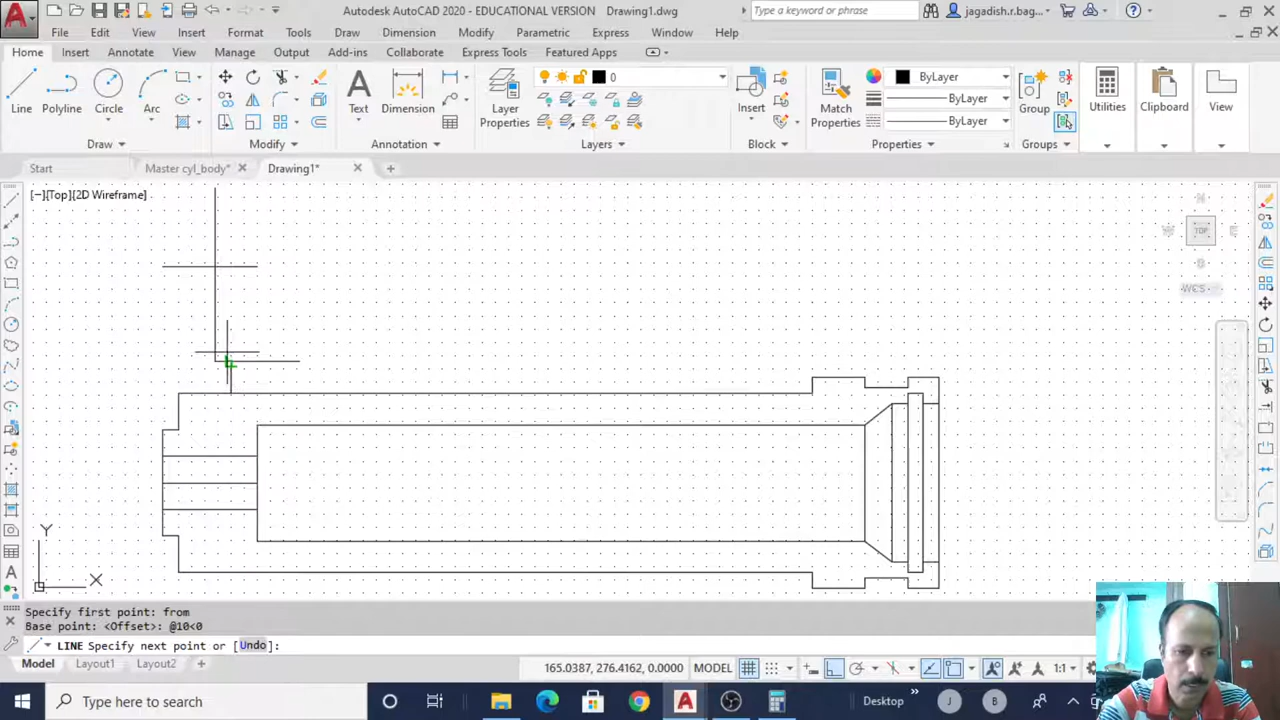 Autodesk AutoCAD 2020 - EDUCATIONAL VERSION Drawing1.dwg
Type a keyword or phrase
jagadish.r.bag...
File Edit View Insert Format Tools Draw Dimension Modify Parametric Express Window Help
Home Insert Annotate View Manage Output Add-ins Collaborate Express Tools Featured Apps
Line Polyline Circle Arc
Text Dimension
Layer Properties
0
Insert
Match Properties
ByLayer
ByLayer
ByLayer
Group
Utilities
Clipboard
View
Draw Modify Annotation Layers Block Properties Groups
Start Master cyl_body* Drawing1*
[−][Top][2D Wireframe]
TOP
WCS
Y
X
Specify first point: from
Base point: <Offset>: @10<0
LINE Specify next point or [Undo]:
Model Layout1 Layout2 +
165.0387, 276.4162, 0.0000 MODEL
1:1
Type here to search
Desktop
J
B